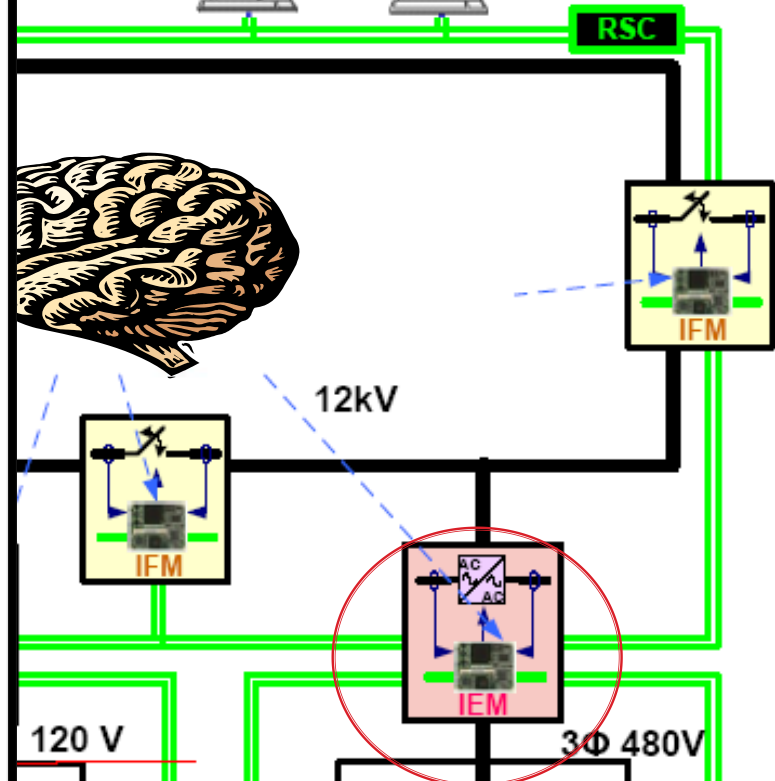 RSC
IFM
12kV
IFM
AC
AC
IEM
120 V
3Φ 480V